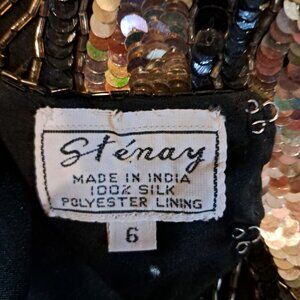 Sténay
MADE IN INDIA
100% SILK
POLYESTER LINING
6